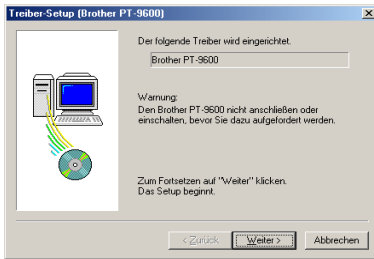 Treiber-Setup (Brother PT-9600)
Der folgende Treiber wird eingerichtet.
Brother PT-9600
Warnung:
Den Brother PT-9600 nicht anschließen oder
einschalten, bevor Sie dazu aufgefordert werden.
Zum Fortsetzen auf "Weiter" klicken.
Das Setup beginnt.
< Zurück
Weiter >
Abbrechen